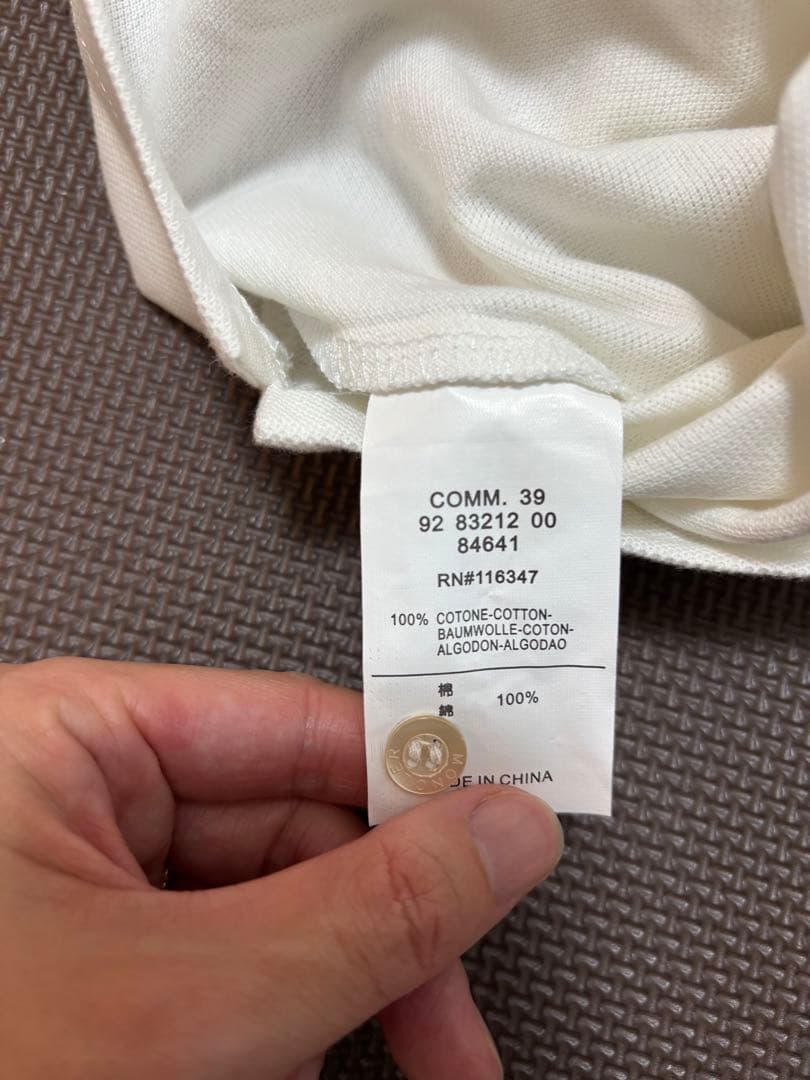 COMM. 39
92 83212 00
84641
RN#116347
100% COTONE-COTTON-
BAUMWOLLE-COTON-
ALGODON-ALGODAO
棉 100%
綿
DE IN CHINA